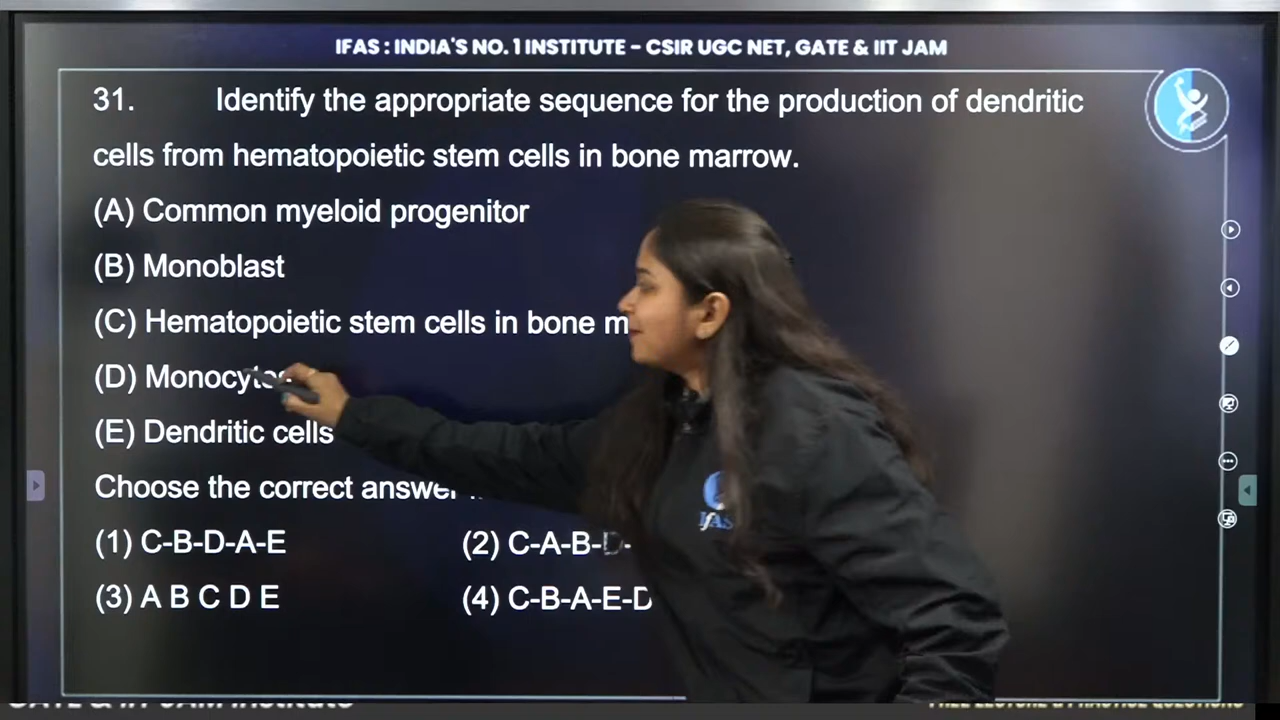 IFAS : INDIA'S NO. 1 INSTITUTE - CSIR UGC NET, GATE & IIT JAM
31. Identify the appropriate sequence for the production of dendritic
cells from hematopoietic stem cells in bone marrow.
(A) Common myeloid progenitor
(B) Monoblast
(C) Hematopoietic stem cells in bone
(D) Monocytes
(E) Dendritic cells
Choose the correct answer
(1) C-B-D-A-E (2) C-A-B-D-
(3) A B C D E (4) C-B-A-E-D
IFAS